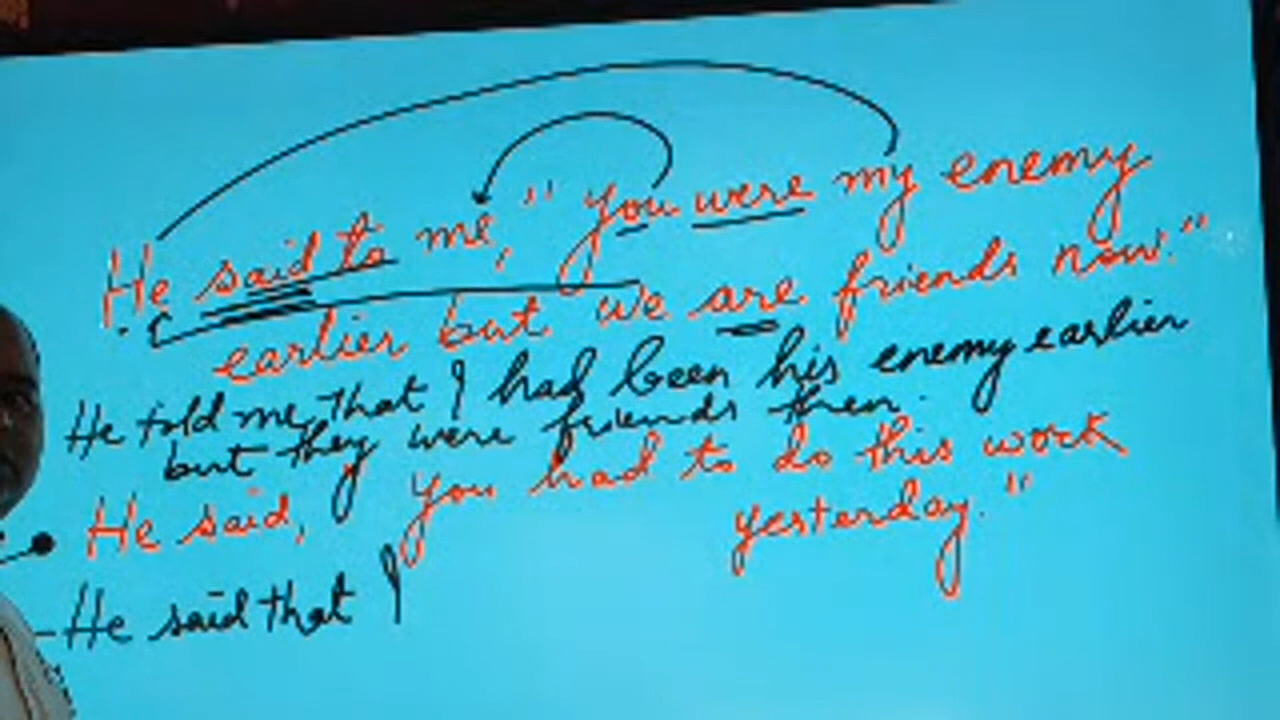 He said to me, "You were my enemy
earlier but we are friends now."
He told me that I had been his enemy earlier
but they were friends then.
He said, You had to do this work
yesterday."
He said that I